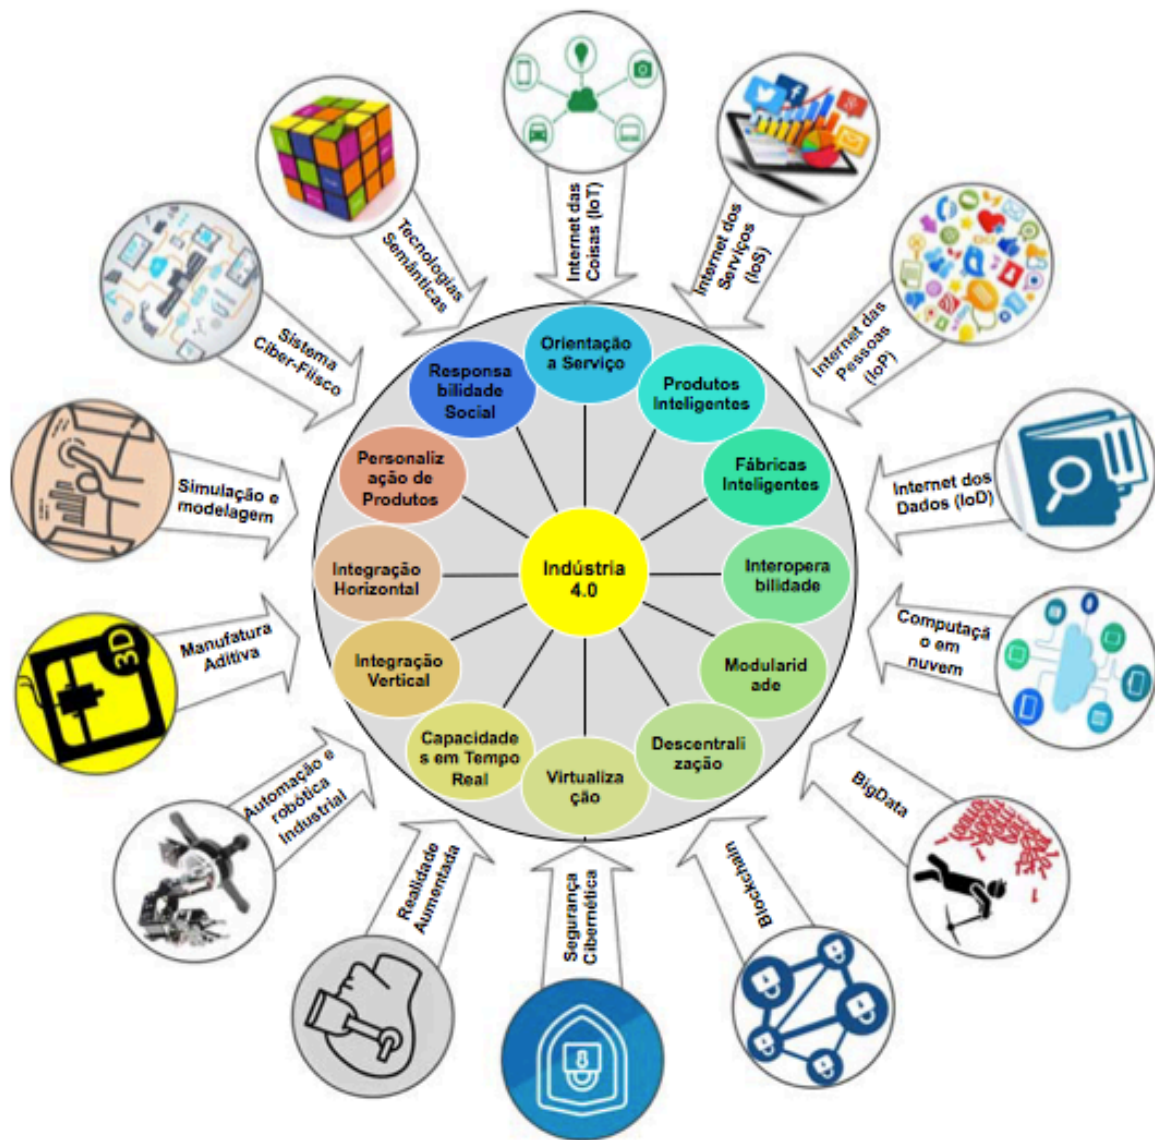 Internet das
Coisas (IoT)
Internet dos
Serviços
(IoS)
Internet das
Pessoas
(IoP)
Internet dos
Dados (IoD)
Computaçã
o em
nuvem
BigData
Blockchain
Segurança
Cibernética
Realidade
Aumentada
Automação e
robótica
Industrial
Manufatura
Aditiva
3D
Simulação e
modelagem
Sistema
Ciber-FIisco
Tecnologias
Semânticas
Orientação
a Serviço
Produtos
Inteligentes
Fábricas
Inteligentes
Interopera
bilidade
Modularid
ade
Descentrali
zação
Virtualiza
ção
Capacidade
s em Tempo
Real
Integração
Vertical
Integração
Horizontal
Personaliz
ação de
Produtos
Responsa
bilidade
Social
Indústria
4.0